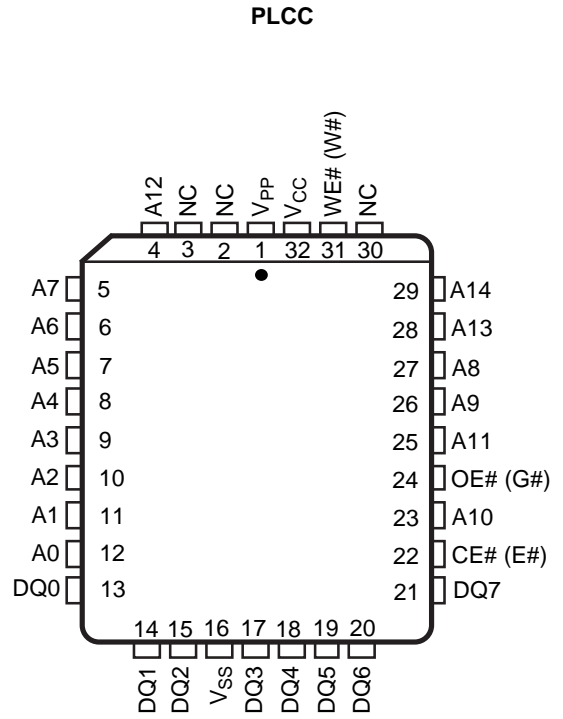 PLCC
A12 NC NC VPP VCC WE# (W#) NC
4 3 2 1 32 31 30
A7 5 29 A14
A6 6 28 A13
A5 7 27 A8
A4 8 26 A9
A3 9 25 A11
A2 10 24 OE# (G#)
A1 11 23 A10
A0 12 22 CE# (E#)
DQ0 13 21 DQ7
14 15 16 17 18 19 20
DQ1 DQ2 VSS DQ3 DQ4 DQ5 DQ6